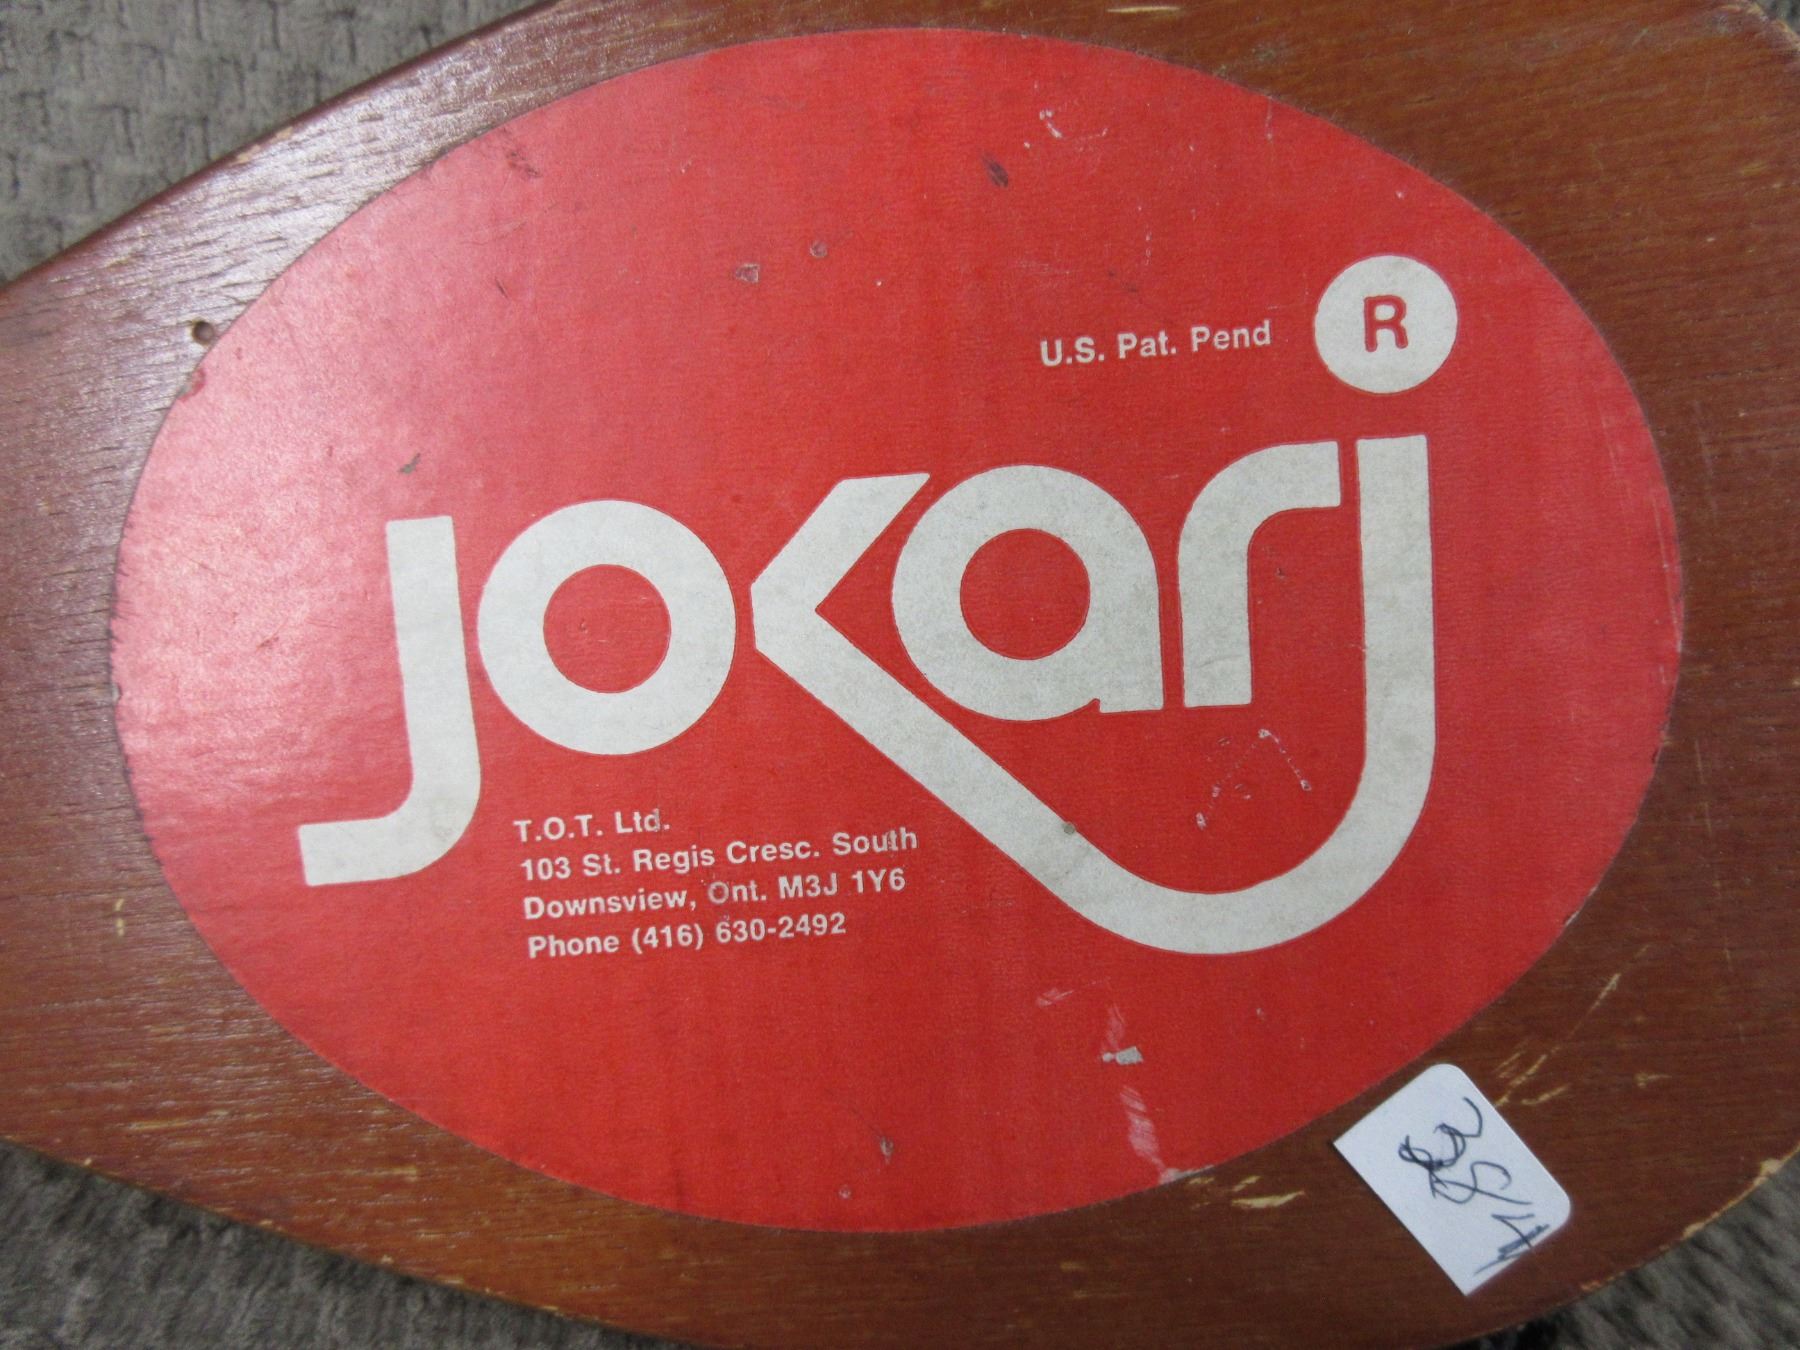 U.S. Pat. Pend
R
jokari
T.O.T. Ltd.
103 St. Regis Cresc. South
Downsview, Ont. M3J 1Y6
Phone (416) 630-2492